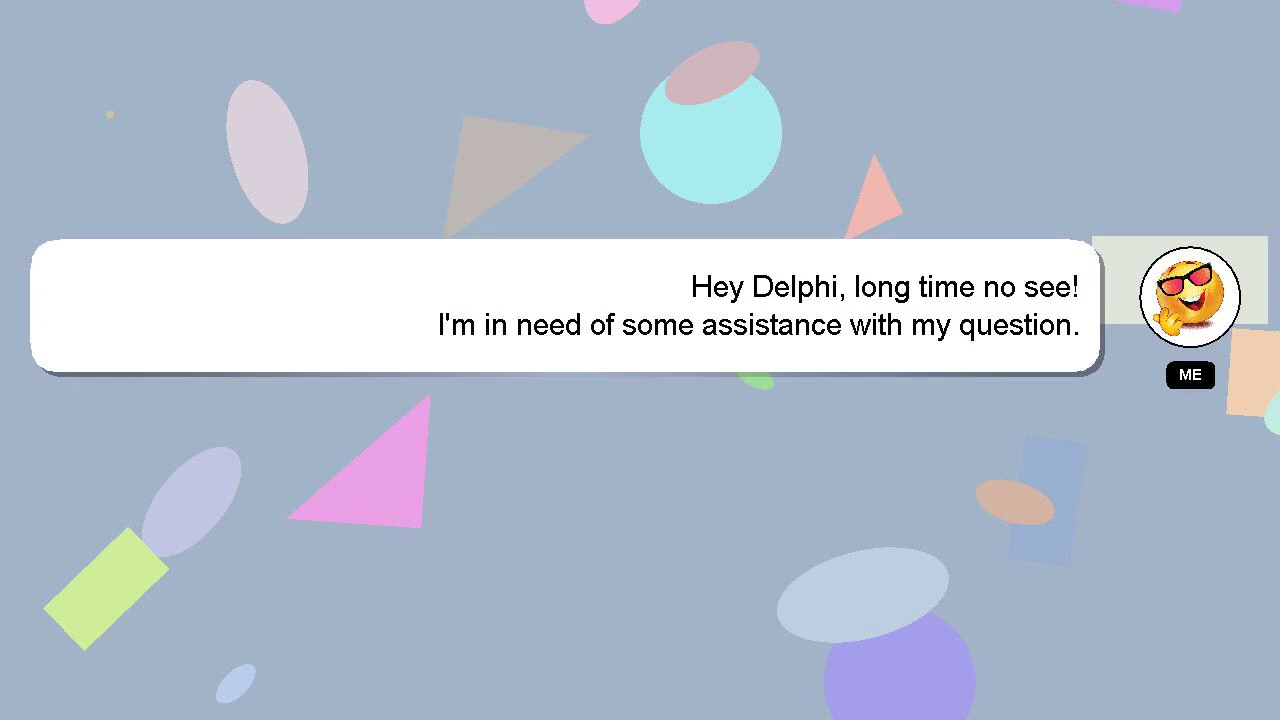 Hey Delphi, long time no see!
I'm in need of some assistance with my question.
ME